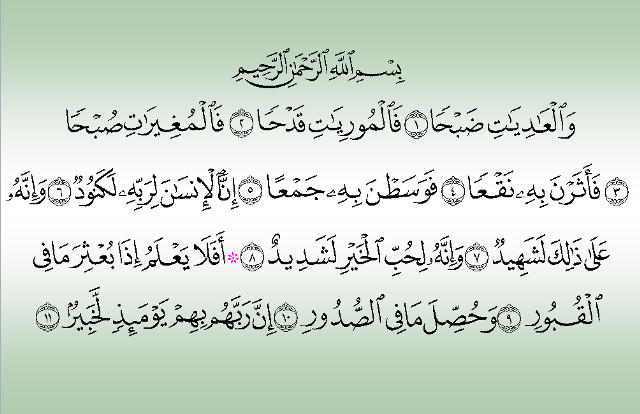 بِسْمِ ٱللَّهِ ٱلرَّحْمَٰنِ ٱلرَّحِيمِ
وَٱلْعَٰدِيَٰتِ ضَبْحًا ١ فَٱلْمُورِيَٰتِ قَدْحًا ٢ فَٱلْمُغِيرَٰتِ صُبْحًا
٣ فَأَثَرْنَ بِهِۦ نَقْعًا ٤ فَوَسَطْنَ بِهِۦ جَمْعًا ٥ إِنَّ ٱلْإِنسَٰنَ لِرَبِّهِۦ لَكَنُودٌ ٦ وَإِنَّهُۥ
عَلَىٰ ذَٰلِكَ لَشَهِيدٌ ٧ وَإِنَّهُۥ لِحُبِّ ٱلْخَيْرِ لَشَدِيدٌ ٨ * أَفَلَا يَعْلَمُ إِذَا بُعْثِرَ مَا فِى
ٱلْقُبُورِ ٩ وَحُصِّلَ مَا فِى ٱلصُّدُورِ ١٠ إِنَّ رَبَّهُم بِهِمْ يَوْمَئِذٍ لَّخَبِيرٌۢ ١١